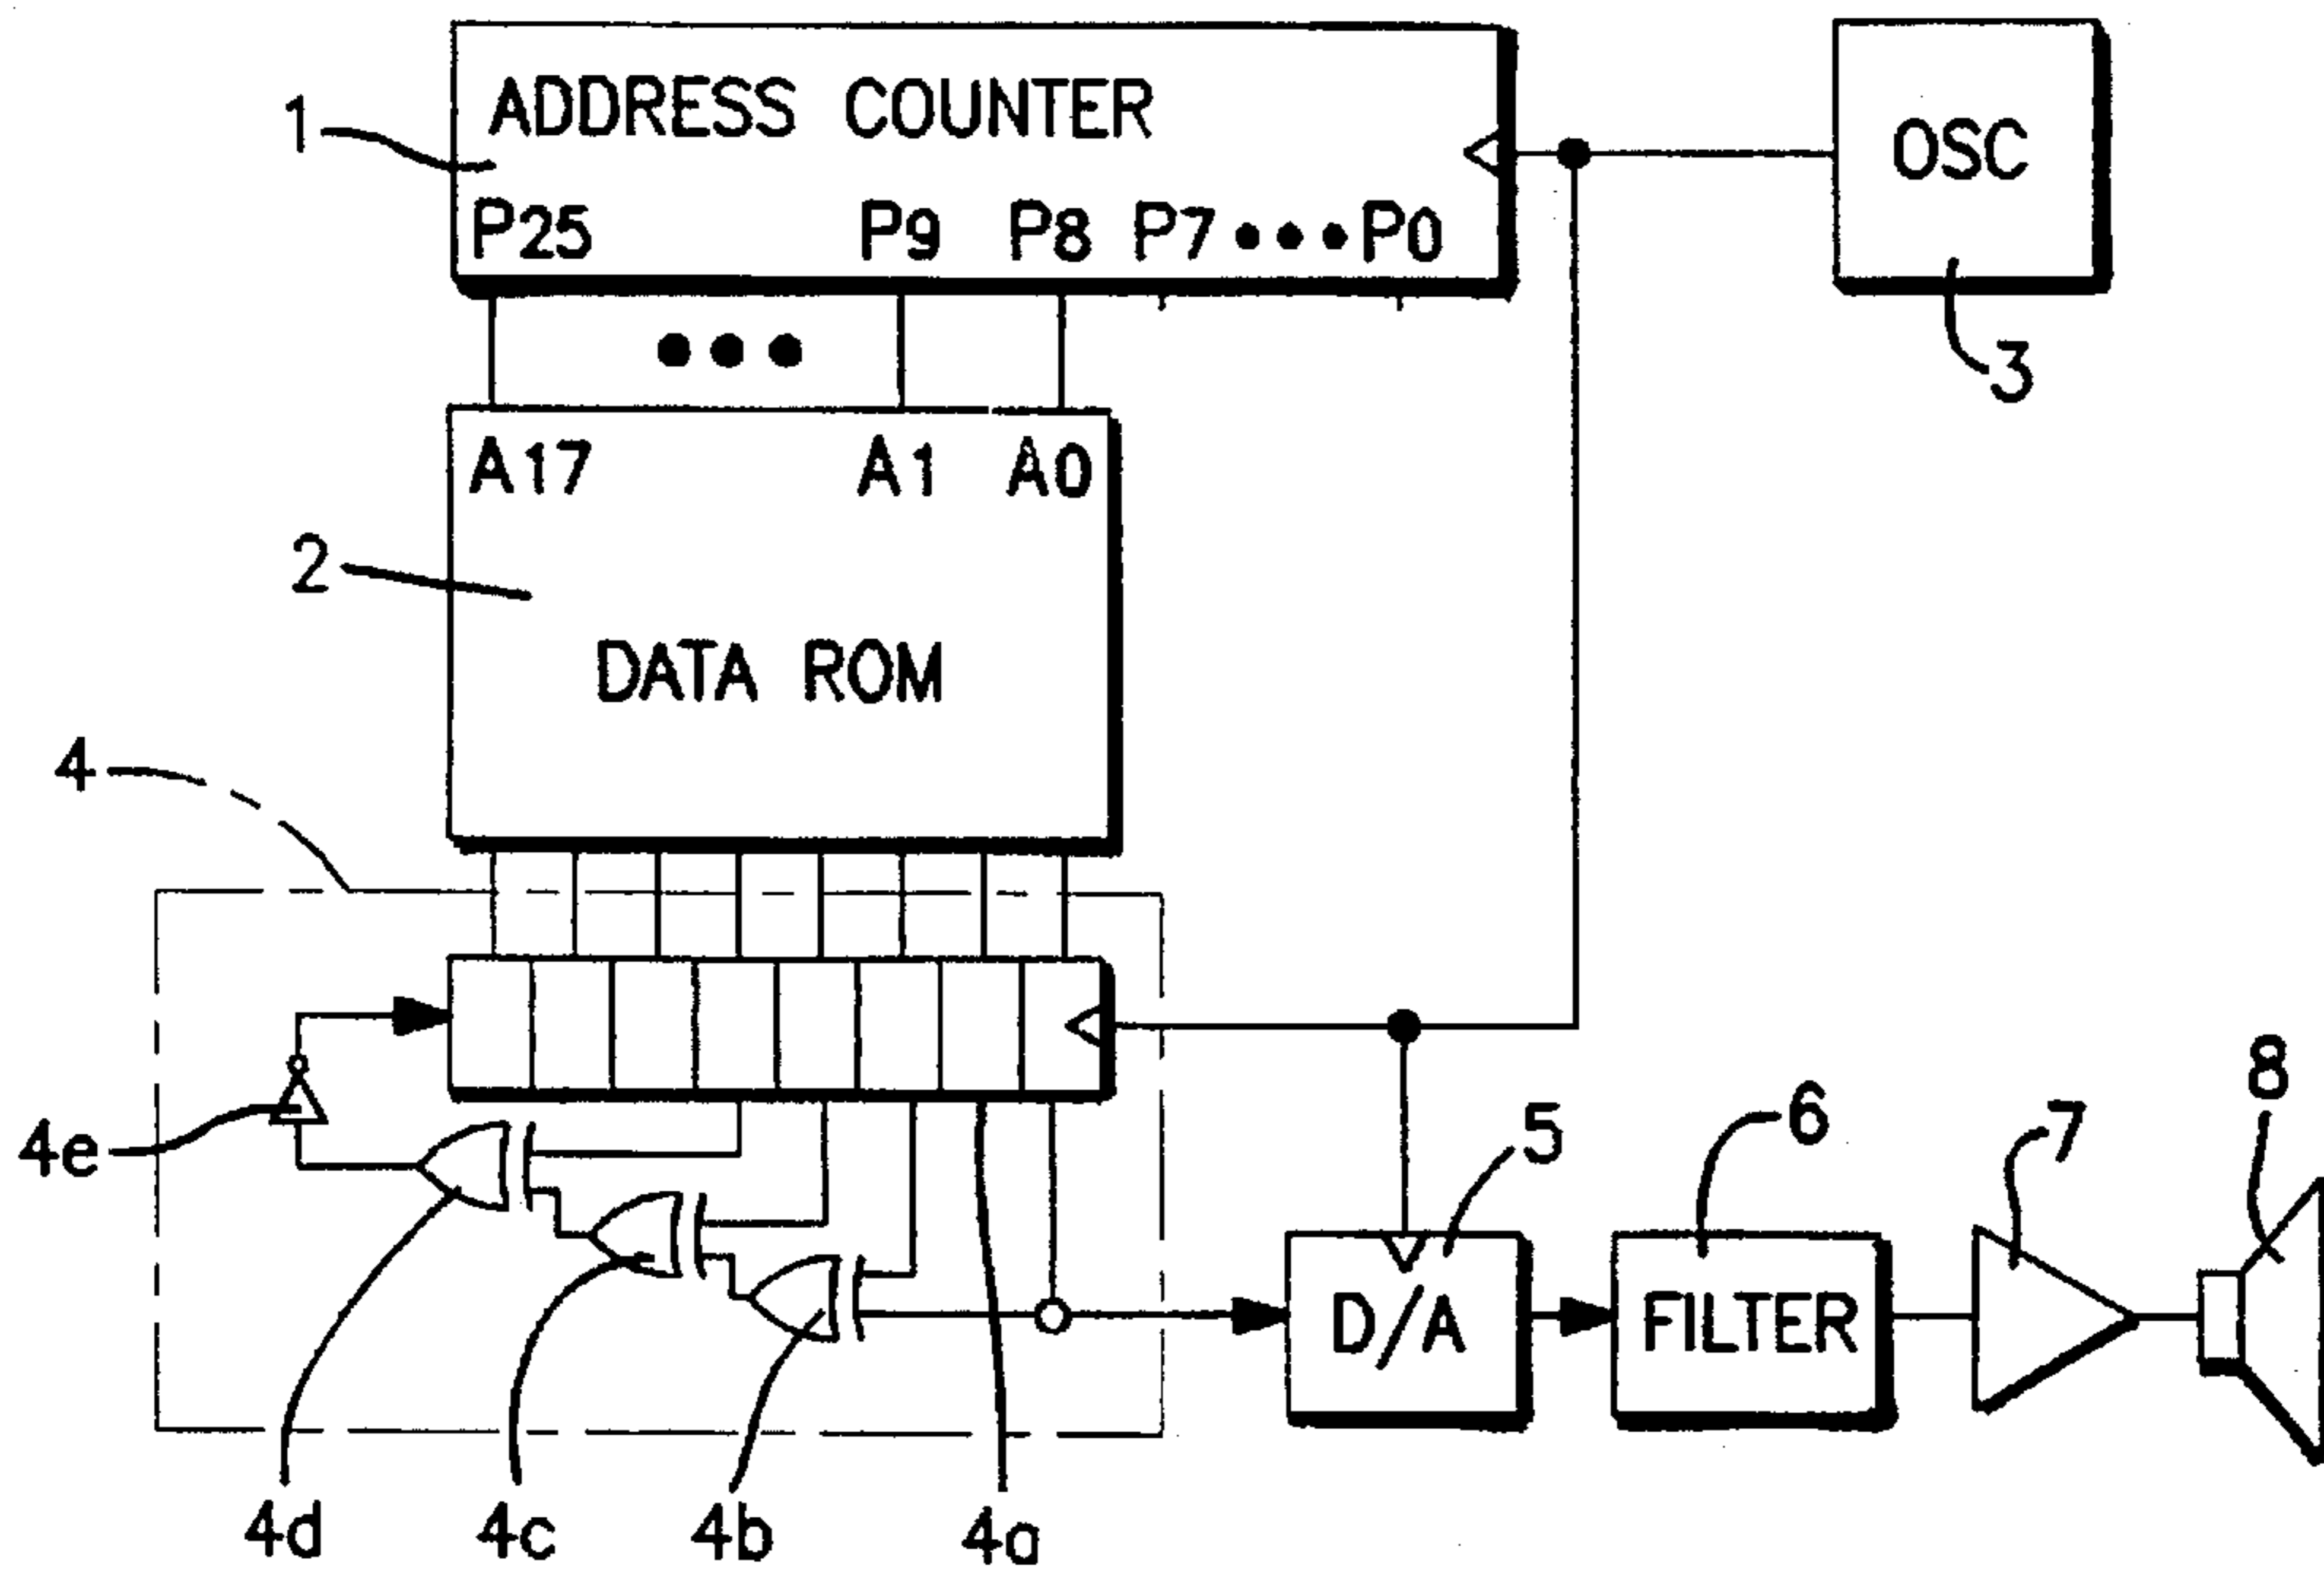 ADDRESS COUNTER
OSC
1
P25 P9 P8 P7 ••• P0
3
•••
A17 A1 A0
2
DATA ROM
4
4e
5
6
7
8
D/A
FILTER
4d
4c
4b
4a